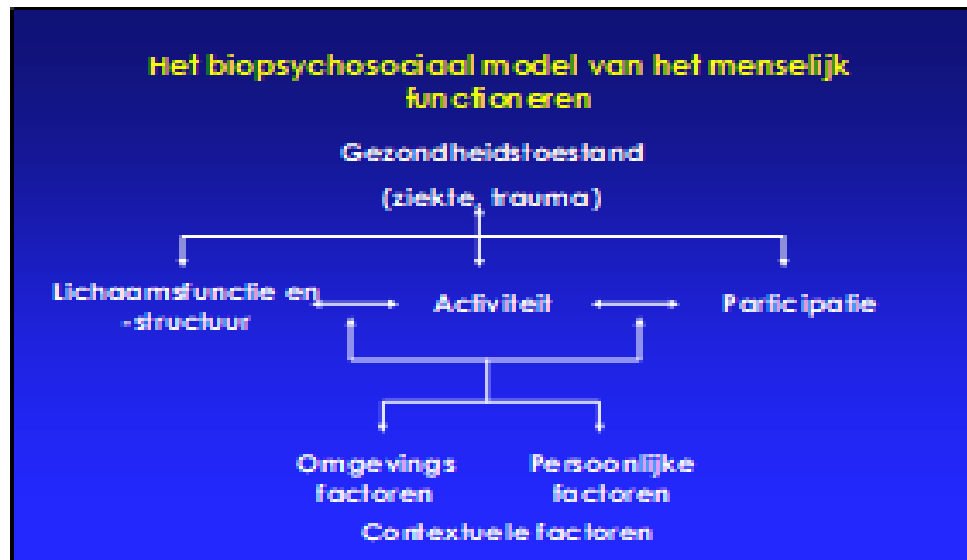 Het biopsychosociaal model van het menselijk
functioneren
Gezondheidstoestand
(ziekte, trauma)
Lichaamsfunctie en
-structuur
Activiteit
Participatie
Omgevings
factoren
Persoonlijke
factoren
Contextuele factoren